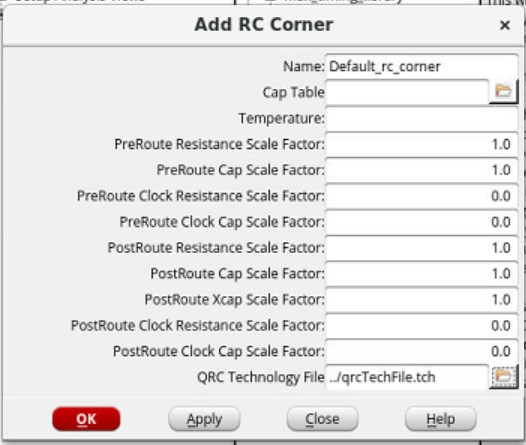 Add RC Corner
×
Name: Default_rc_corner
Cap Table
Temperature:
PreRoute Resistance Scale Factor: 1.0
PreRoute Cap Scale Factor: 1.0
PreRoute Clock Resistance Scale Factor: 0.0
PreRoute Clock Cap Scale Factor: 0.0
PostRoute Resistance Scale Factor: 1.0
PostRoute Cap Scale Factor: 1.0
PostRoute Xcap Scale Factor: 1.0
PostRoute Clock Resistance Scale Factor: 0.0
PostRoute Clock Cap Scale Factor: 0.0
QRC Technology File ../qrcTechFile.tch
OK Apply Close Help